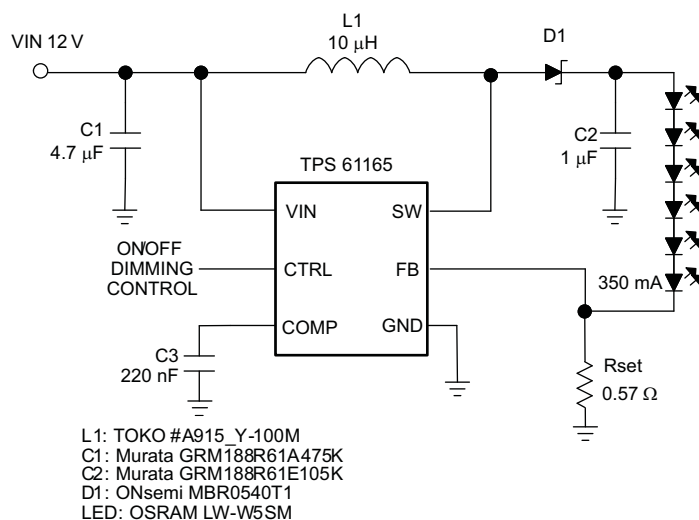 L1
10 μH
D1
VIN 12 V
C1
4.7 μF
C2
1 μF
TPS 61165
VIN
SW
ON/OFF
DIMMING
CONTROL
CTRL
FB
350 mA
COMP
GND
C3
220 nF
Rset
0.57 Ω
L1: TOKO #A915_Y-100M
C1: Murata GRM188R61A475K
C2: Murata GRM188R61E105K
D1: ONsemi MBR0540T1
LED: OSRAM LW-W5SM